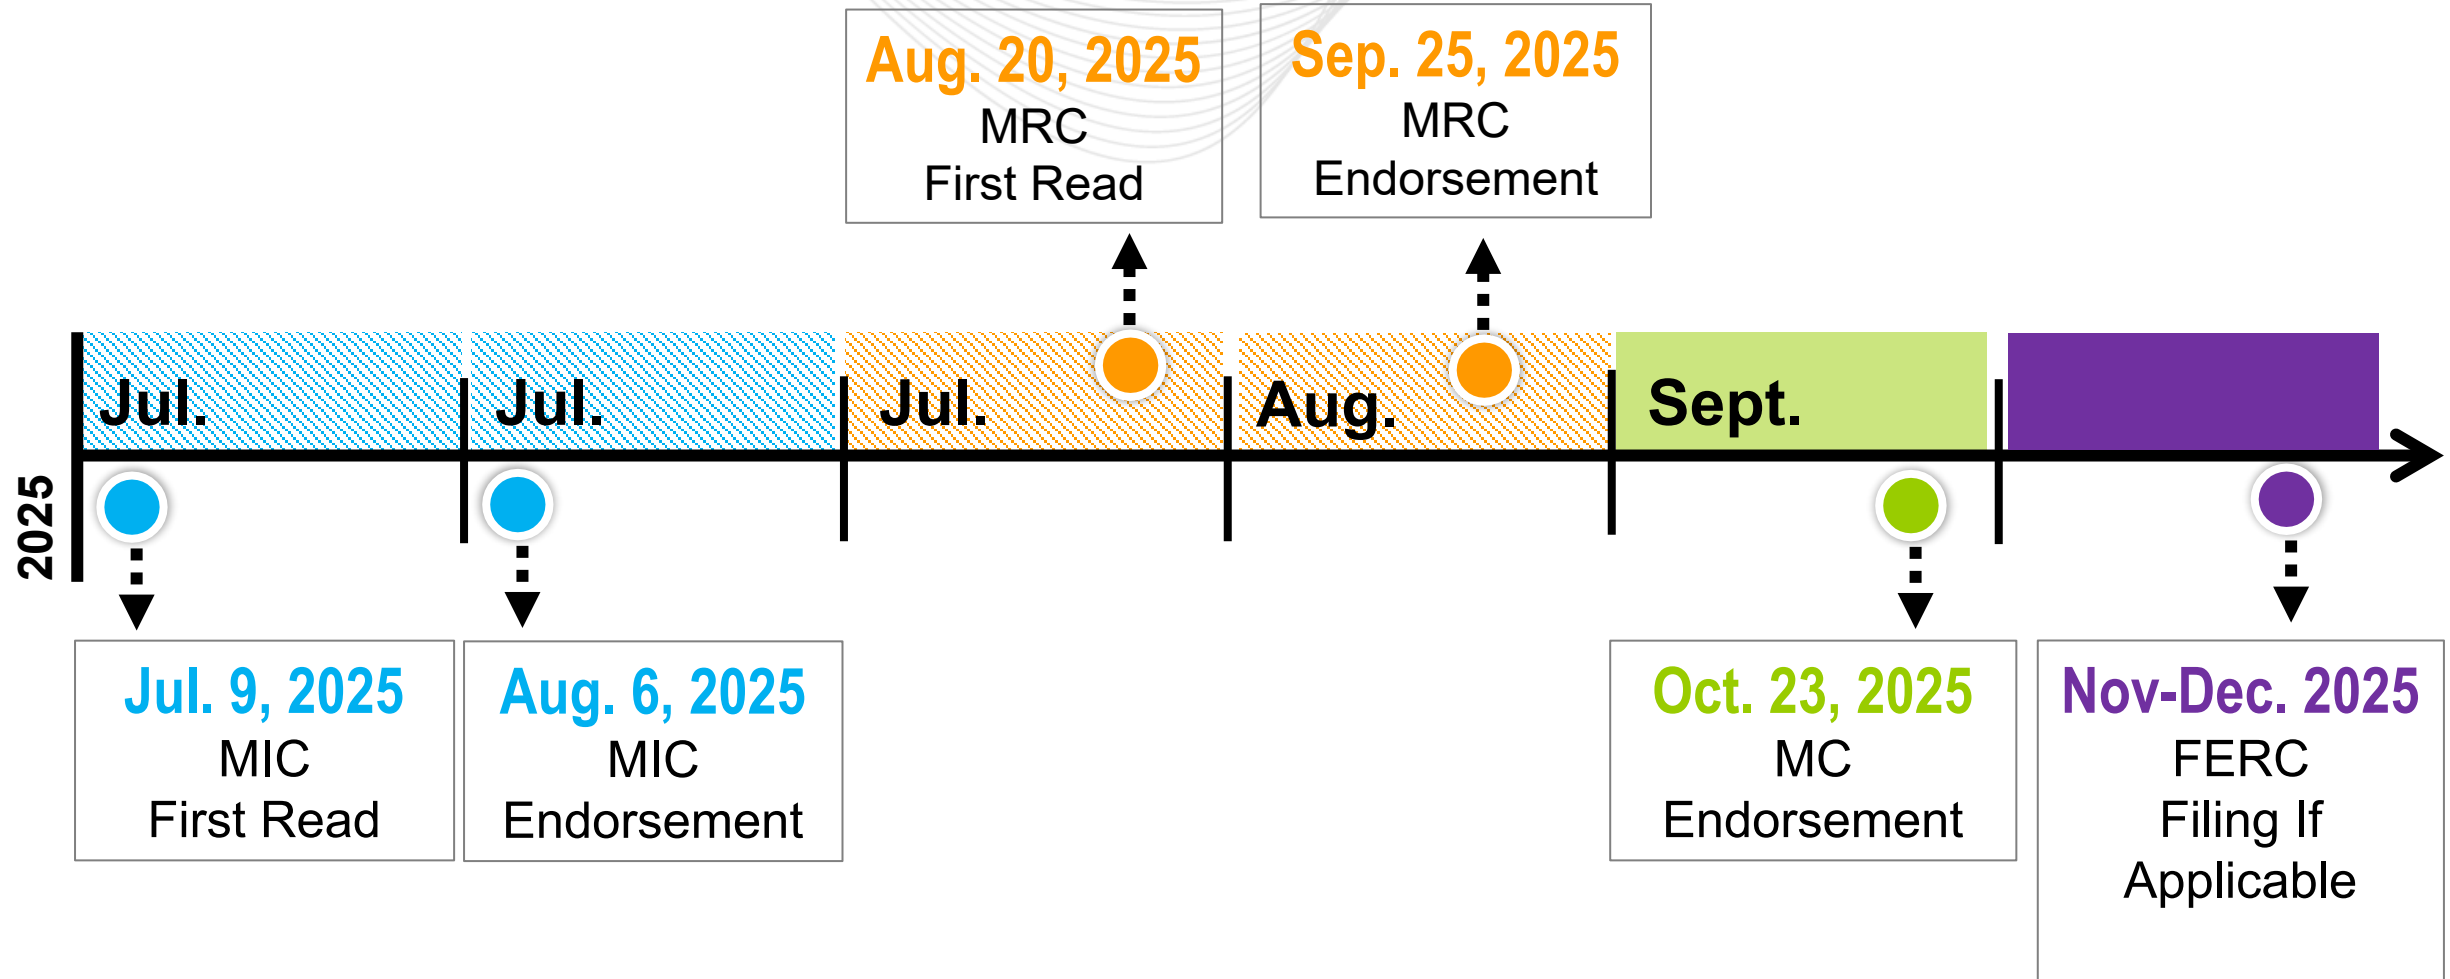 Aug. 20, 2025
MRC
First Read
Sep. 25, 2025
MRC
Endorsement
Jul.
Jul.
Jul.
Aug.
Sept.
2025
Jul. 9, 2025
MIC
First Read
Aug. 6, 2025
MIC
Endorsement
Oct. 23, 2025
MC
Endorsement
Nov-Dec. 2025
FERC
Filing If
Applicable